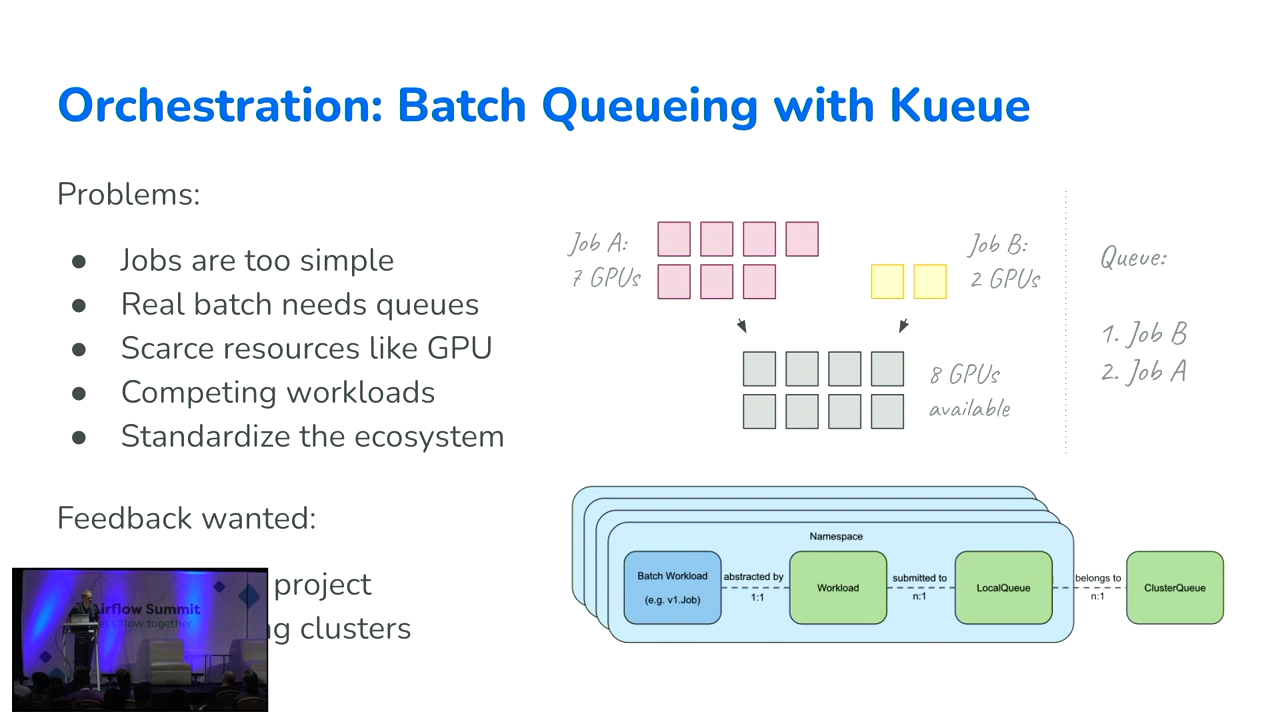 Orchestration: Batch Queueing with Kueue
Problems:
● Jobs are too simple
● Real batch needs queues
● Scarce resources like GPU
● Competing workloads
● Standardize the ecosystem
Feedback wanted:
project
clusters
Job A:
7 GPUs
Job B:
2 GPUs
8 GPUs
available
Queue:
1. Job B
2. Job A
Namespace
Batch Workload
(e.g. v1.Job)
abstracted by
1:1
Workload
submitted to
n:1
LocalQueue
belongs to
n:1
ClusterQueue
Airflow Summit
Let's flow together